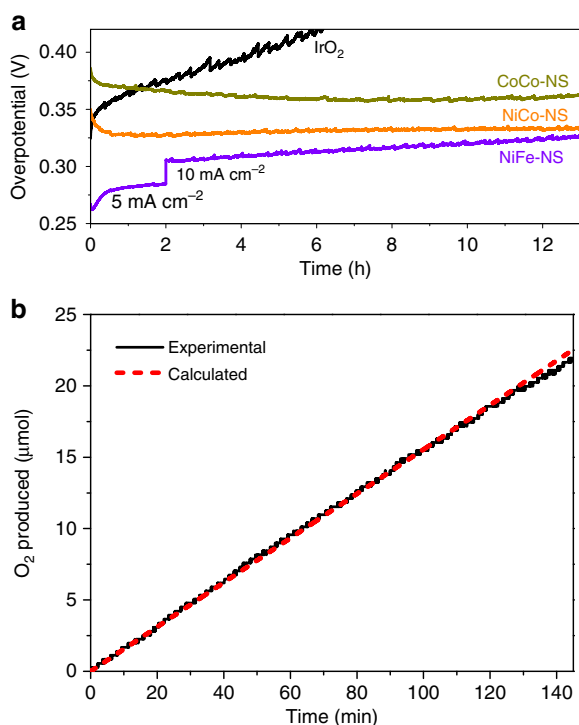 a
Overpotential (V)
0.40
0.35
0.30
0.25
IrO₂
CoCo-NS
NiCo-NS
NiFe-NS
10 mA cm⁻²
5 mA cm⁻²
0 2 4 6 8 10 12
Time (h)
b
O₂ produced (μmol)
25
20
15
10
5
0
Experimental
Calculated
0 20 40 60 80 100 120 140
Time (min)